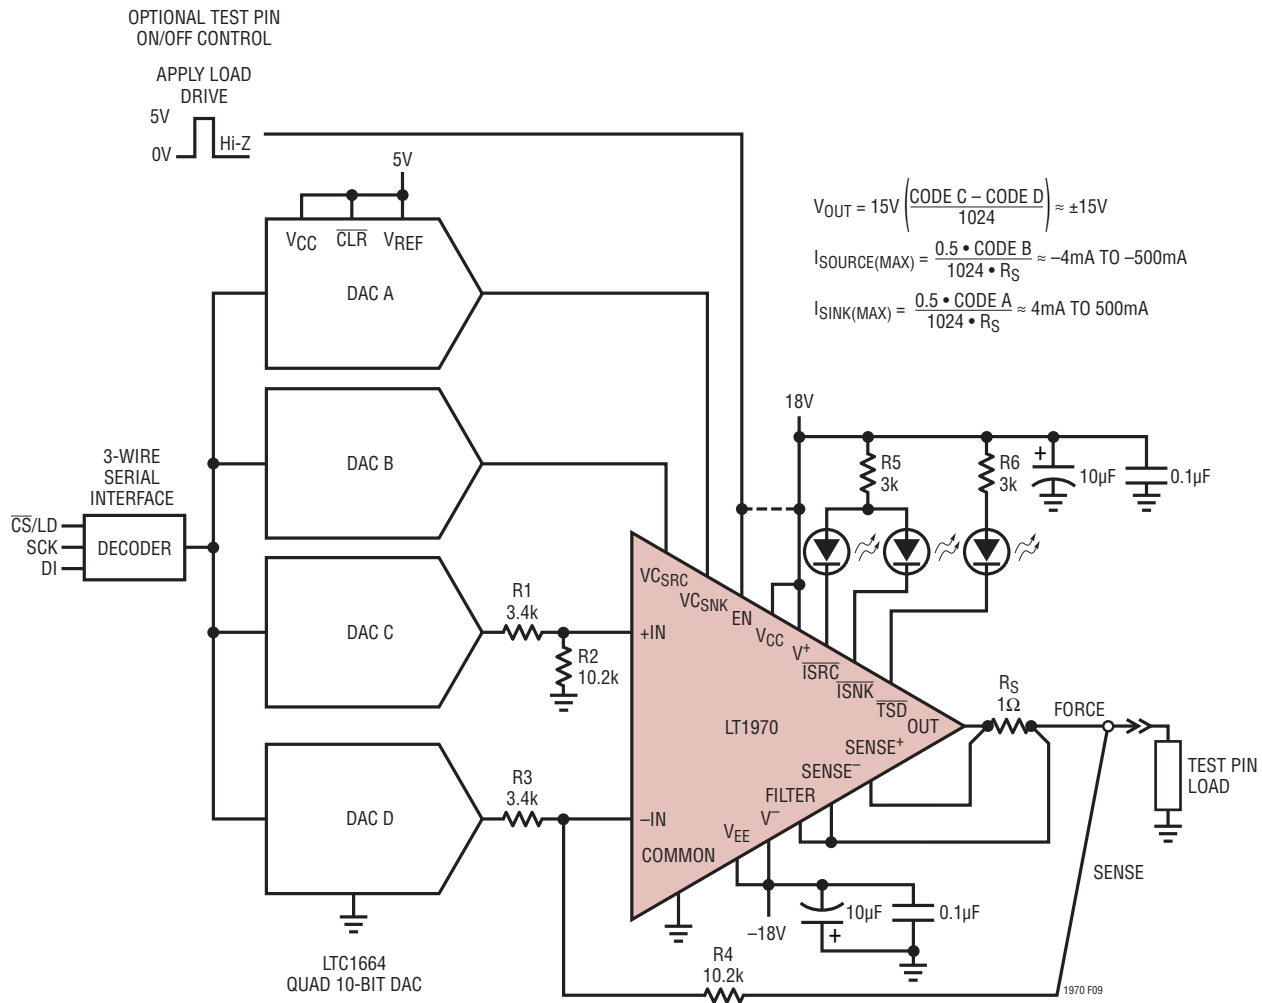 OPTIONAL TEST PIN
ON/OFF CONTROL
APPLY LOAD
DRIVE
5V
0V
Hi-Z
5V
VCC
C̅L̅R̅
VREF
DAC A
DAC B
DAC C
DAC D
3-WIRE
SERIAL
INTERFACE
C̅S̅/LD
SCK
DI
DECODER
LTC1664
QUAD 10-BIT DAC
VOUT = 15V (CODE C – CODE D / 1024) ≈ ±15V
ISOURCE(MAX) = 0.5 • CODE B / 1024 • RS ≈ –4mA TO –500mA
ISINK(MAX) = 0.5 • CODE A / 1024 • RS ≈ 4mA TO 500mA
18V
R5
3k
R6
3k
+
10µF
0.1µF
R1
3.4k
R2
10.2k
R3
3.4k
VCSRC
VCSNK
EN
VCC
V+
I̅S̅R̅C̅
I̅S̅N̅K̅
T̅S̅D̅
OUT
+IN
LT1970
SENSE+
SENSE–
FILTER
V–
VEE
–IN
COMMON
RS
1Ω
FORCE
TEST PIN
LOAD
SENSE
10µF
+
0.1µF
–18V
R4
10.2k
1970 F09